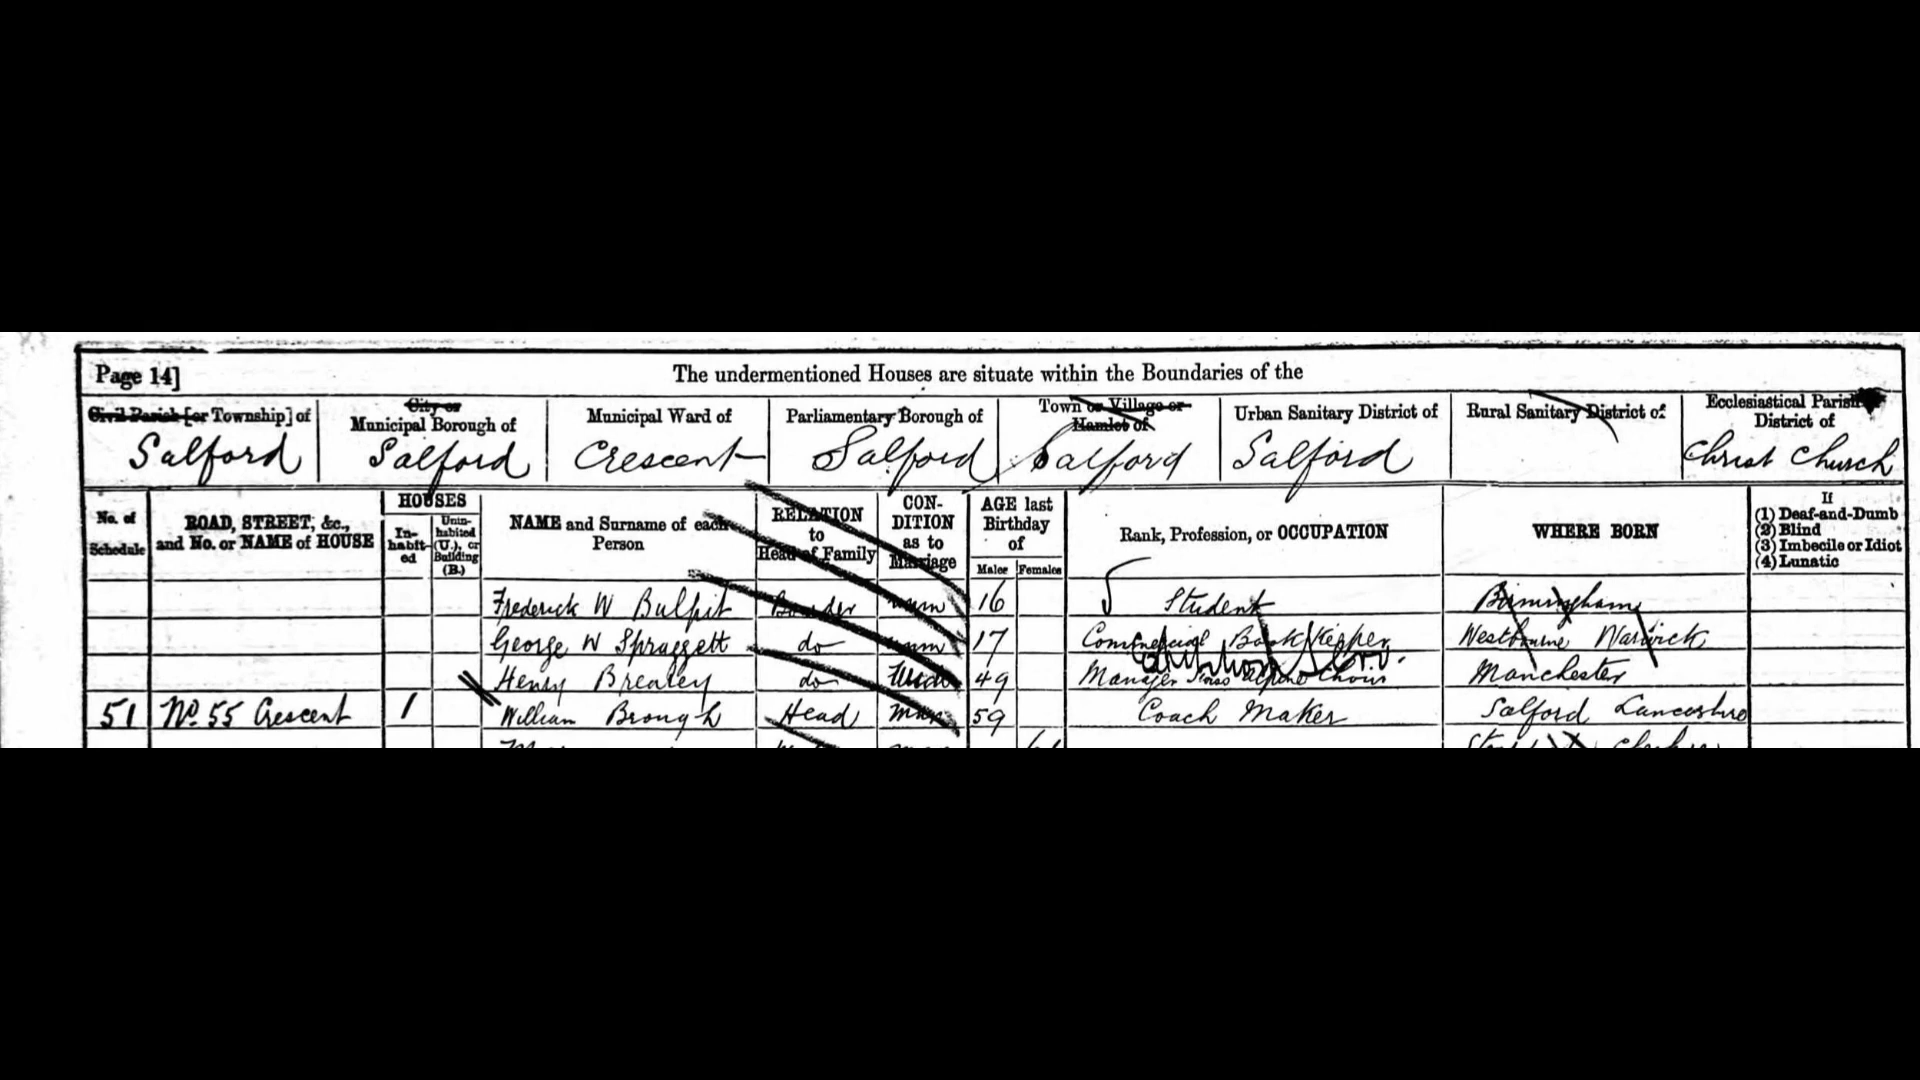 Page 14]
The undermentioned Houses are situate within the Boundaries of the
Civil Parish [or Township] of
City or Municipal Borough of
Municipal Ward of
Parliamentary Borough of
Town or Village or Hamlet of
Urban Sanitary District of
Rural Sanitary District of
Ecclesiastical Parish or District of
Salford Salford Crescent Salford Salford Salford Christ Church
No. of Schedule
ROAD, STREET, &c., and No. or NAME of HOUSE
HOUSES
In-habit-ed
Unin-habited (U.), or Building (B.)
NAME and Surname of each Person
RELATION to Head of Family
CON-DITION as to Marriage
AGE last Birthday of
Males Females
Rank, Profession, or OCCUPATION
WHERE BORN
If
(1) Deaf-and-Dumb
(2) Blind
(3) Imbecile or Idiot
(4) Lunatic
Frederick W Bulpit Boarder unm 16 Student Birmingham
George W Spraggett do unm 17 Commercial Book Keeper Westbourne Warwick
Henry Brealey do 49 Manager Manchester
51 No. 55 Crescent 1 William Brough Head Mar 59 Coach Maker Salford Lancashire